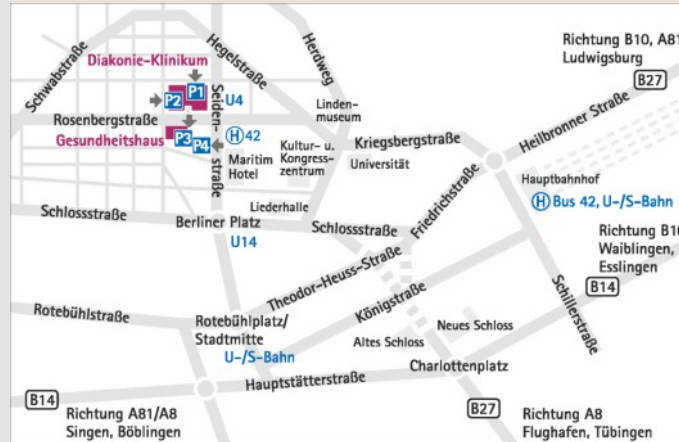 Richtung B10, A81
Ludwigsburg
B27
Diakonie-Klinikum
Schwabstraße
Hegelstraße
Herdweg
Heilbronner Straße
P1
P2
Seiden-
straße
U4
Rosenbergstraße
Linden-
museum
Gesundheitshaus
P3
P4
H 42
Maritim
Hotel
Kultur- u.
Kongress-
zentrum
Kriegsbergstraße
Universität
Hauptbahnhof
H Bus 42, U-/S-Bahn
Friedrichstraße
Schlossstraße
Berliner Platz
Liederhalle
Schlossstraße
U14
Richtung B10
Waiblingen,
Esslingen
B14
Theodor-Heuss-Straße
Königstraße
Schillerstraße
Rotebühlstraße
Rotebühlplatz/
Stadtmitte
U-/S-Bahn
Altes Schloss
Neues Schloss
Charlottenplatz
Hauptstätterstraße
B14
Richtung A81/A8
Singen, Böblingen
B27
Richtung A8
Flughafen, Tübingen